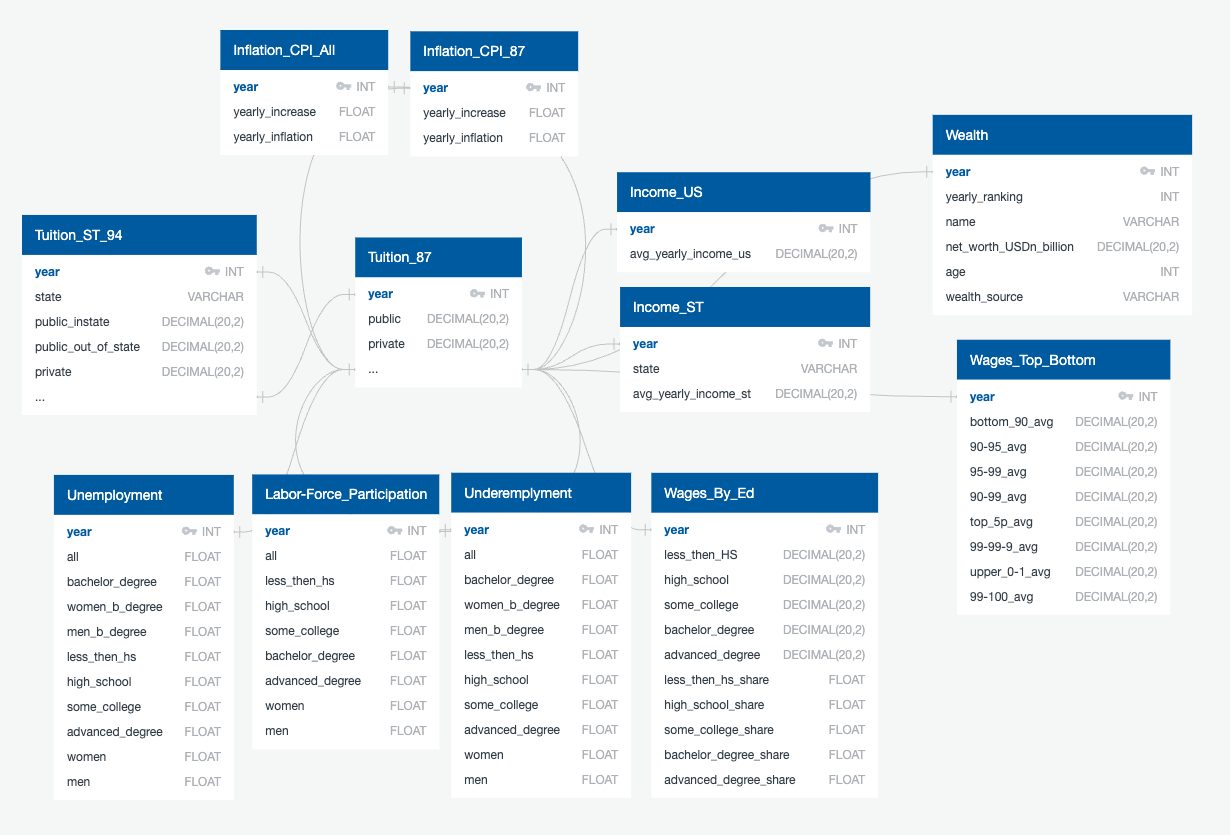 Inflation_CPI_All
year INT
yearly_increase FLOAT
yearly_inflation FLOAT
Inflation_CPI_87
year INT
yearly_increase FLOAT
yearly_inflation FLOAT
Wealth
year INT
yearly_ranking INT
name VARCHAR
net_worth_USDn_billion DECIMAL(20,2)
age INT
wealth_source VARCHAR
Income_US
year INT
avg_yearly_income_us DECIMAL(20,2)
Tuition_ST_94
year INT
state VARCHAR
public_instate DECIMAL(20,2)
public_out_of_state DECIMAL(20,2)
private DECIMAL(20,2)
...
Tuition_87
year INT
public DECIMAL(20,2)
private DECIMAL(20,2)
...
Income_ST
year INT
state VARCHAR
avg_yearly_income_st DECIMAL(20,2)
Wages_Top_Bottom
year INT
bottom_90_avg DECIMAL(20,2)
90-95_avg DECIMAL(20,2)
95-99_avg DECIMAL(20,2)
90-99_avg DECIMAL(20,2)
top_5p_avg DECIMAL(20,2)
99-99-9_avg DECIMAL(20,2)
upper_0-1_avg DECIMAL(20,2)
99-100_avg DECIMAL(20,2)
Unemployment
year INT
all FLOAT
bachelor_degree FLOAT
women_b_degree FLOAT
men_b_degree FLOAT
less_then_hs FLOAT
high_school FLOAT
some_college FLOAT
advanced_degree FLOAT
women FLOAT
men FLOAT
Labor-Force_Participation
year INT
all FLOAT
less_then_hs FLOAT
high_school FLOAT
some_college FLOAT
bachelor_degree FLOAT
advanced_degree FLOAT
women FLOAT
men FLOAT
Underemplyment
year INT
all FLOAT
bachelor_degree FLOAT
women_b_degree FLOAT
men_b_degree FLOAT
less_then_hs FLOAT
high_school FLOAT
some_college FLOAT
advanced_degree FLOAT
women FLOAT
men FLOAT
Wages_By_Ed
year INT
less_then_HS DECIMAL(20,2)
high_school DECIMAL(20,2)
some_college DECIMAL(20,2)
bachelor_degree DECIMAL(20,2)
advanced_degree DECIMAL(20,2)
less_then_hs_share FLOAT
high_school_share FLOAT
some_college_share FLOAT
bachelor_degree_share FLOAT
advanced_degree_share FLOAT